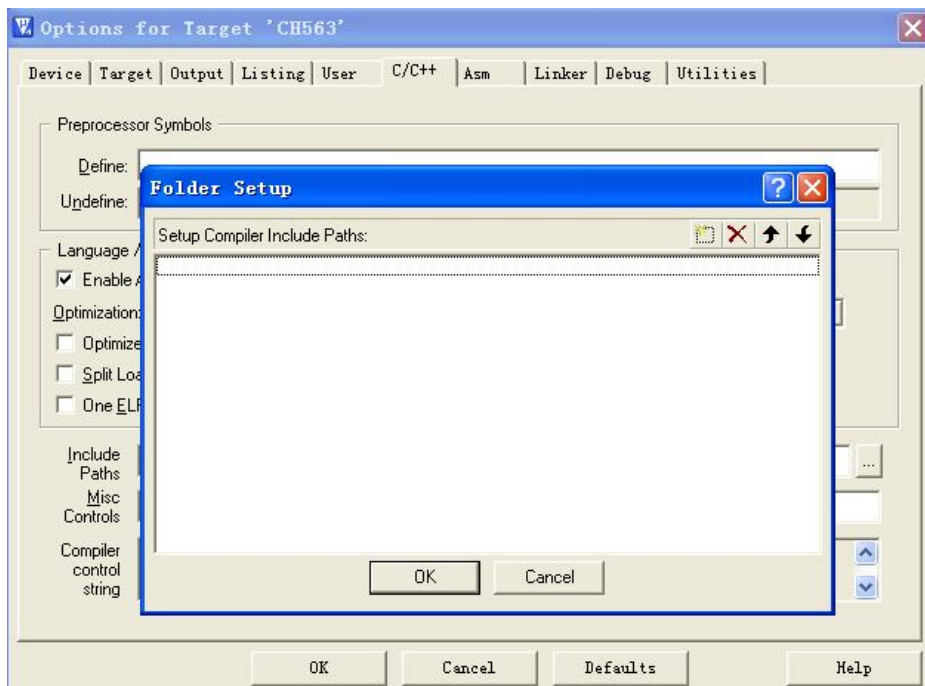 Options for Target 'CH563'
Device Target Output Listing User C/C++ Asm Linker Debug Utilities
Preprocessor Symbols
Define:
Undefine:
Folder Setup
Setup Compiler Include Paths:
Language /
Enable
Optimization:
Optimize
Split Loa
One ELF
Include
Paths
...
Misc
Controls
Compiler
control
string
OK Cancel
OK Cancel Defaults Help